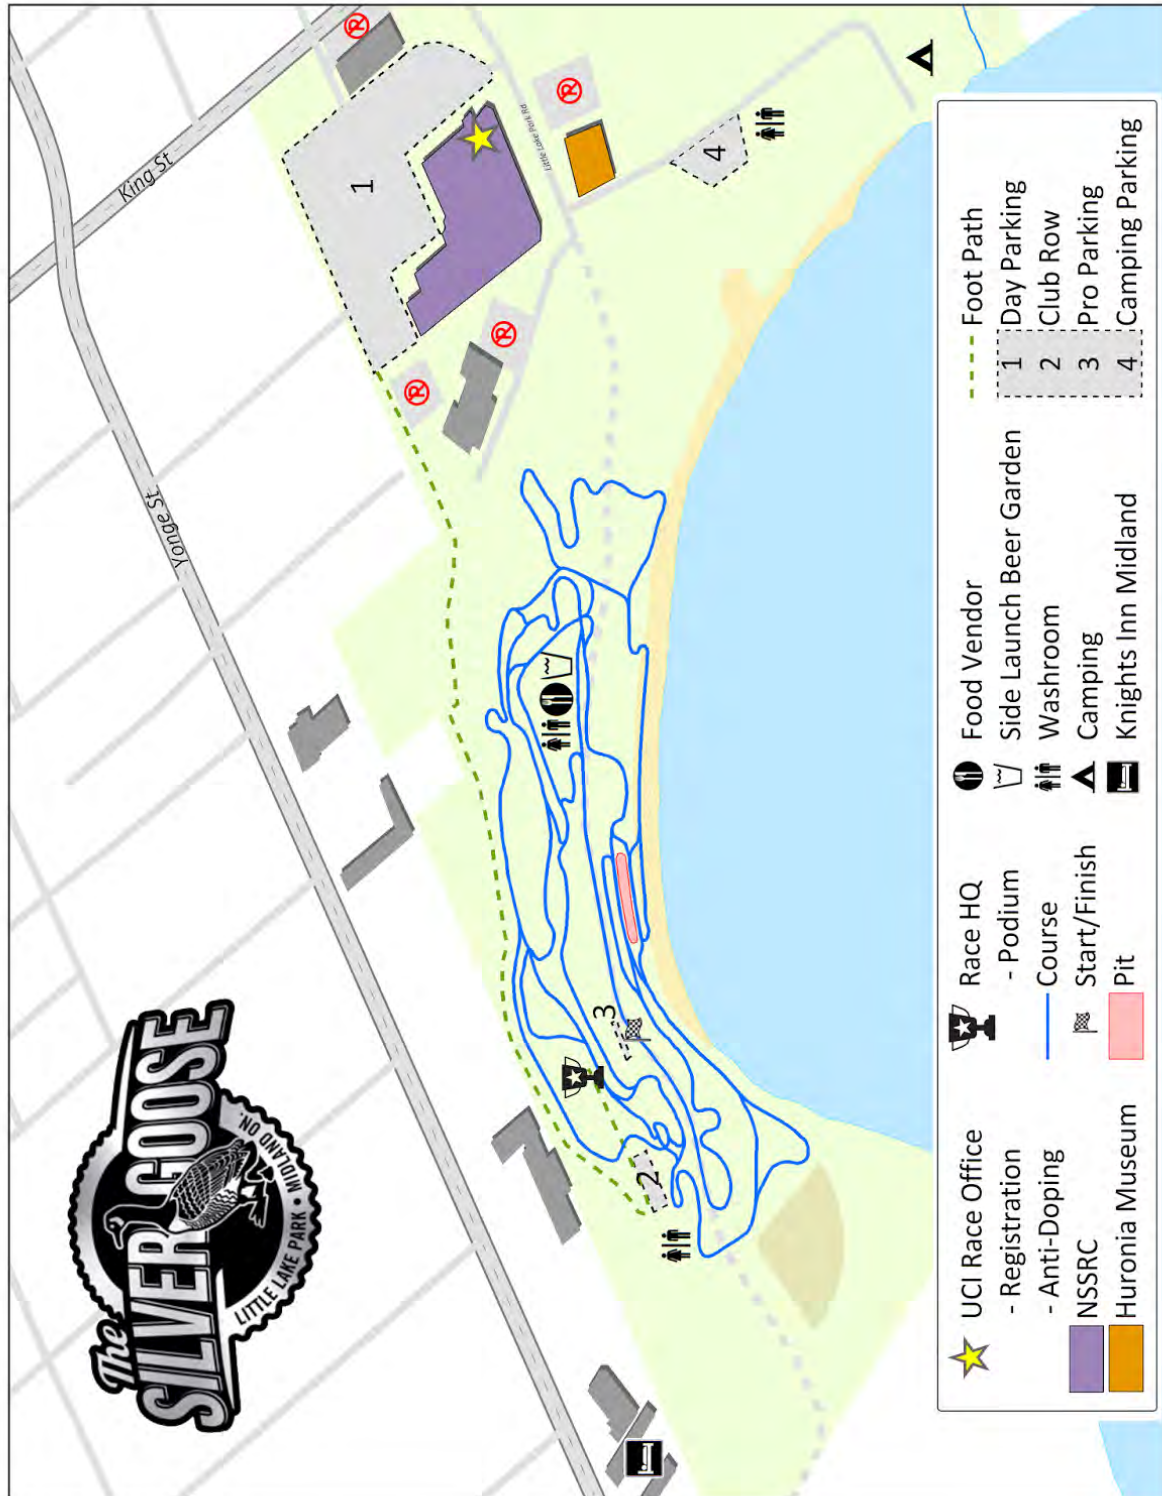 The
SILVER GOOSE
LITTLE LAKE PARK • MIDLAND ON.
King St
Yonge St
Little Lake Park Rd
1
2
3
4
R
R
R
R
UCI Race Office
- Registration
- Anti-Doping
NSSRC
Huronia Museum
Race HQ
- Podium
Course
Start/Finish
Pit
Food Vendor
Side Launch Beer Garden
Washroom
Camping
Knights Inn Midland
Foot Path
1 Day Parking
2 Club Row
3 Pro Parking
4 Camping Parking